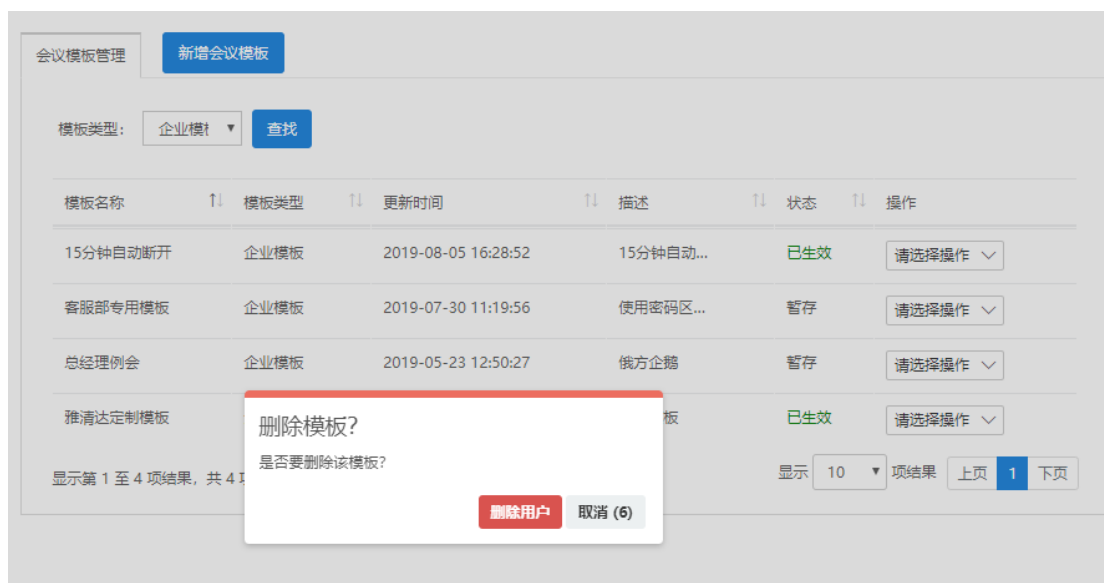 会议模板管理 新增会议模板
模板类型： 企业模 查找
模板名称 模板类型 更新时间 描述 状态 操作
15分钟自动断开 企业模板 2019-08-05 16:28:52 15分钟自动... 已生效 请选择操作
客服部专用模板 企业模板 2019-07-30 11:19:56 使用密码区... 暂存 请选择操作
总经理例会 企业模板 2019-05-23 12:50:27 俄方企鹅 暂存 请选择操作
雅清达定制模板 板 已生效 请选择操作
删除模板?
是否要删除该模板?
删除用户 取消 (6)
显示第 1 至 4 项结果，共 4 显示 10 项结果 上页 1 下页